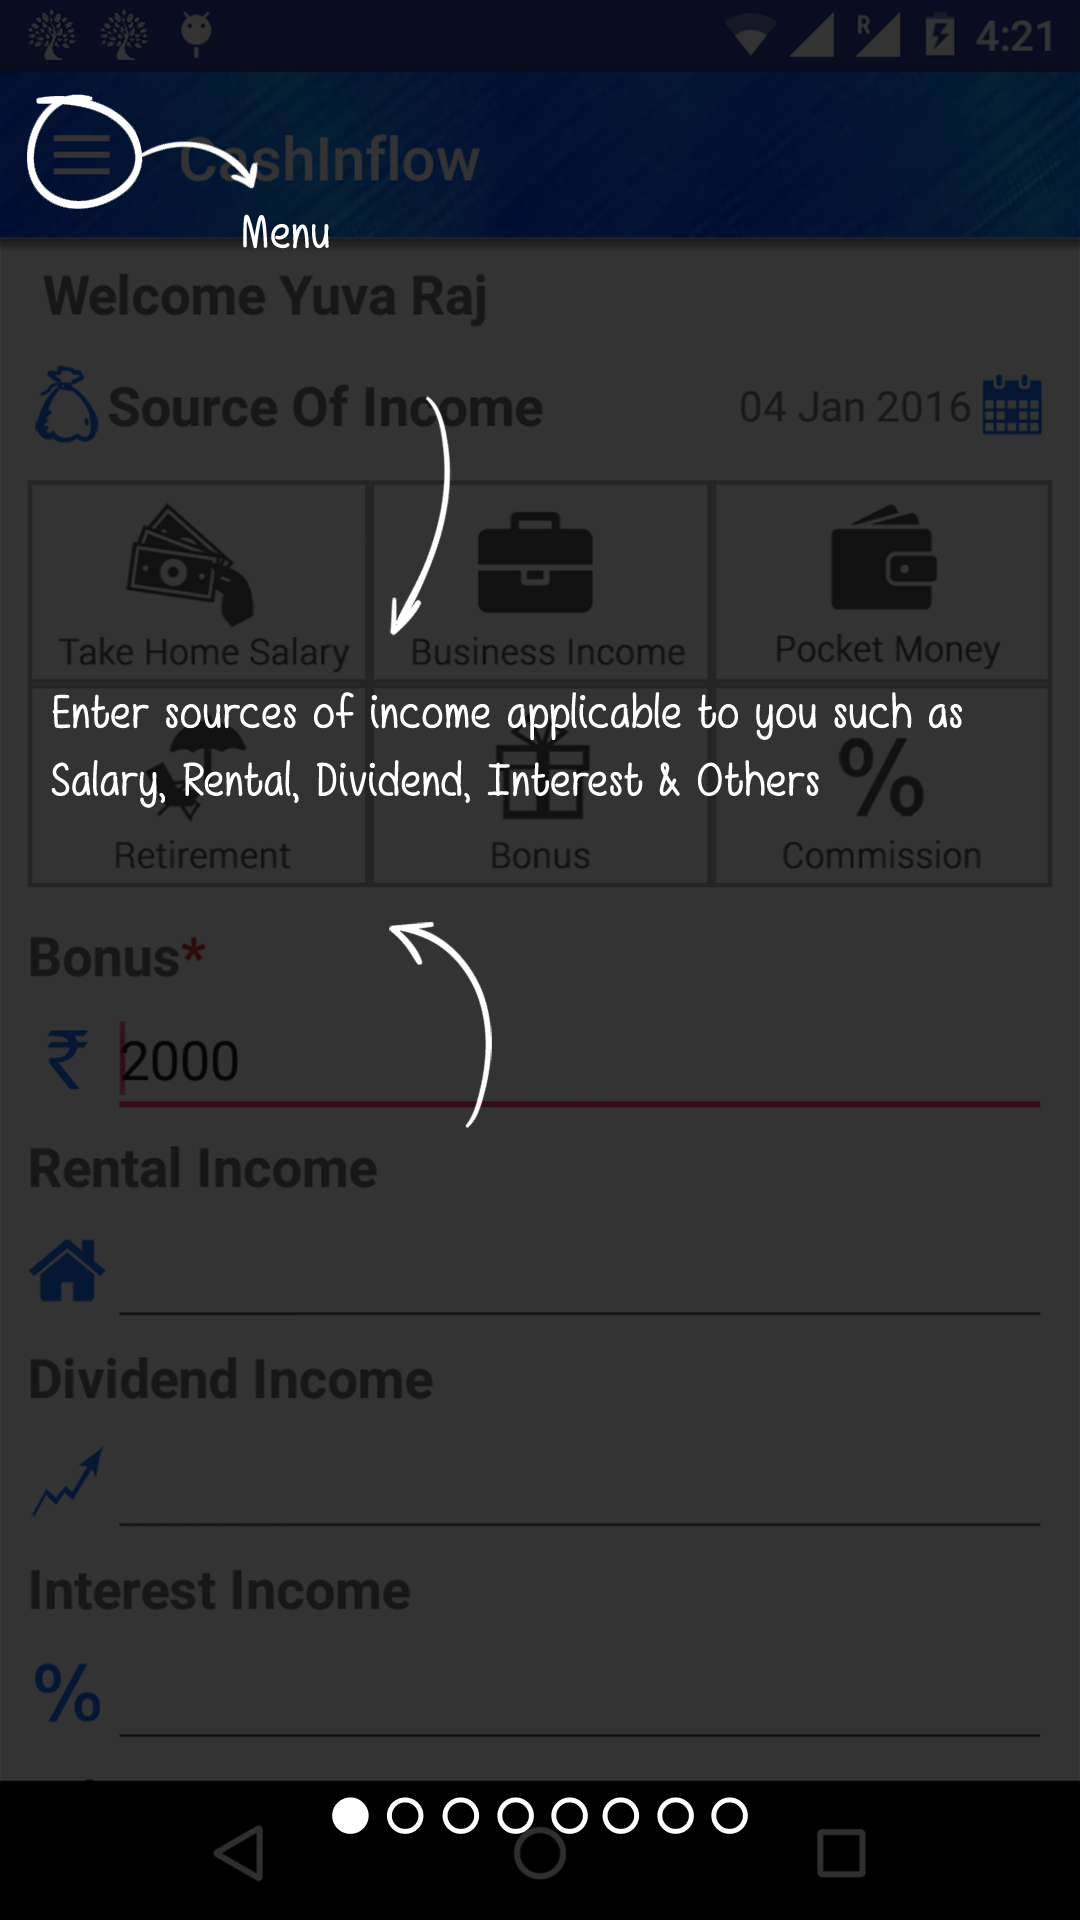 R
4:21
CashInflow
Menu
Welcome Yuva Raj
Source Of Income
04 Jan 2016
Take Home Salary
Business Income
Pocket Money
Enter sources of income applicable to you such as
Salary, Rental, Dividend, Interest & Others
%
Retirement
Bonus
Commission
Bonus*
₹ 2000
Rental Income
Dividend Income
Interest Income
%